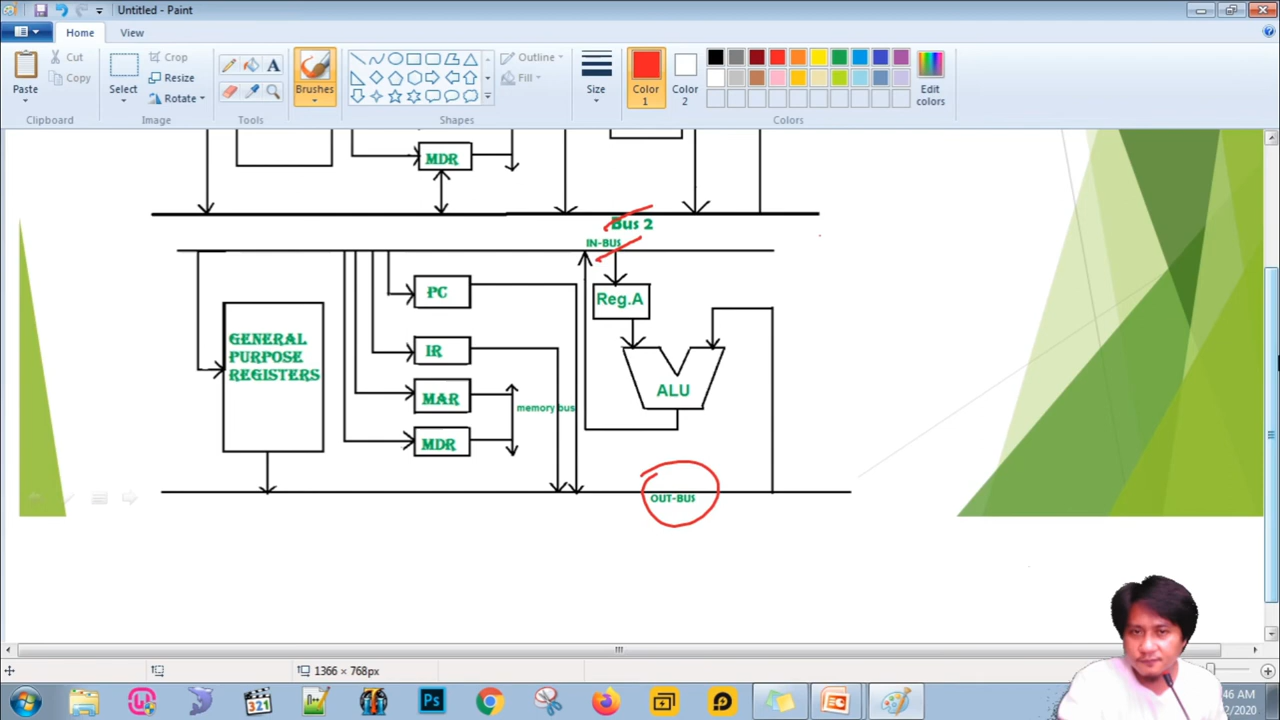 Untitled - Paint
Home
View
Paste
Cut
Copy
Clipboard
Select
Crop
Resize
Rotate
Image
A
Tools
Brushes
Shapes
Outline
Fill
Size
Color
1
Color
2
Colors
Edit
colors
MDR
Bus 2
IN-BUS
PC
Reg.A
GENERAL
PURPOSE
REGISTERS
IR
ALU
MAR
memory bus
MDR
OUT-BUS
1366 × 768px
321
Ps